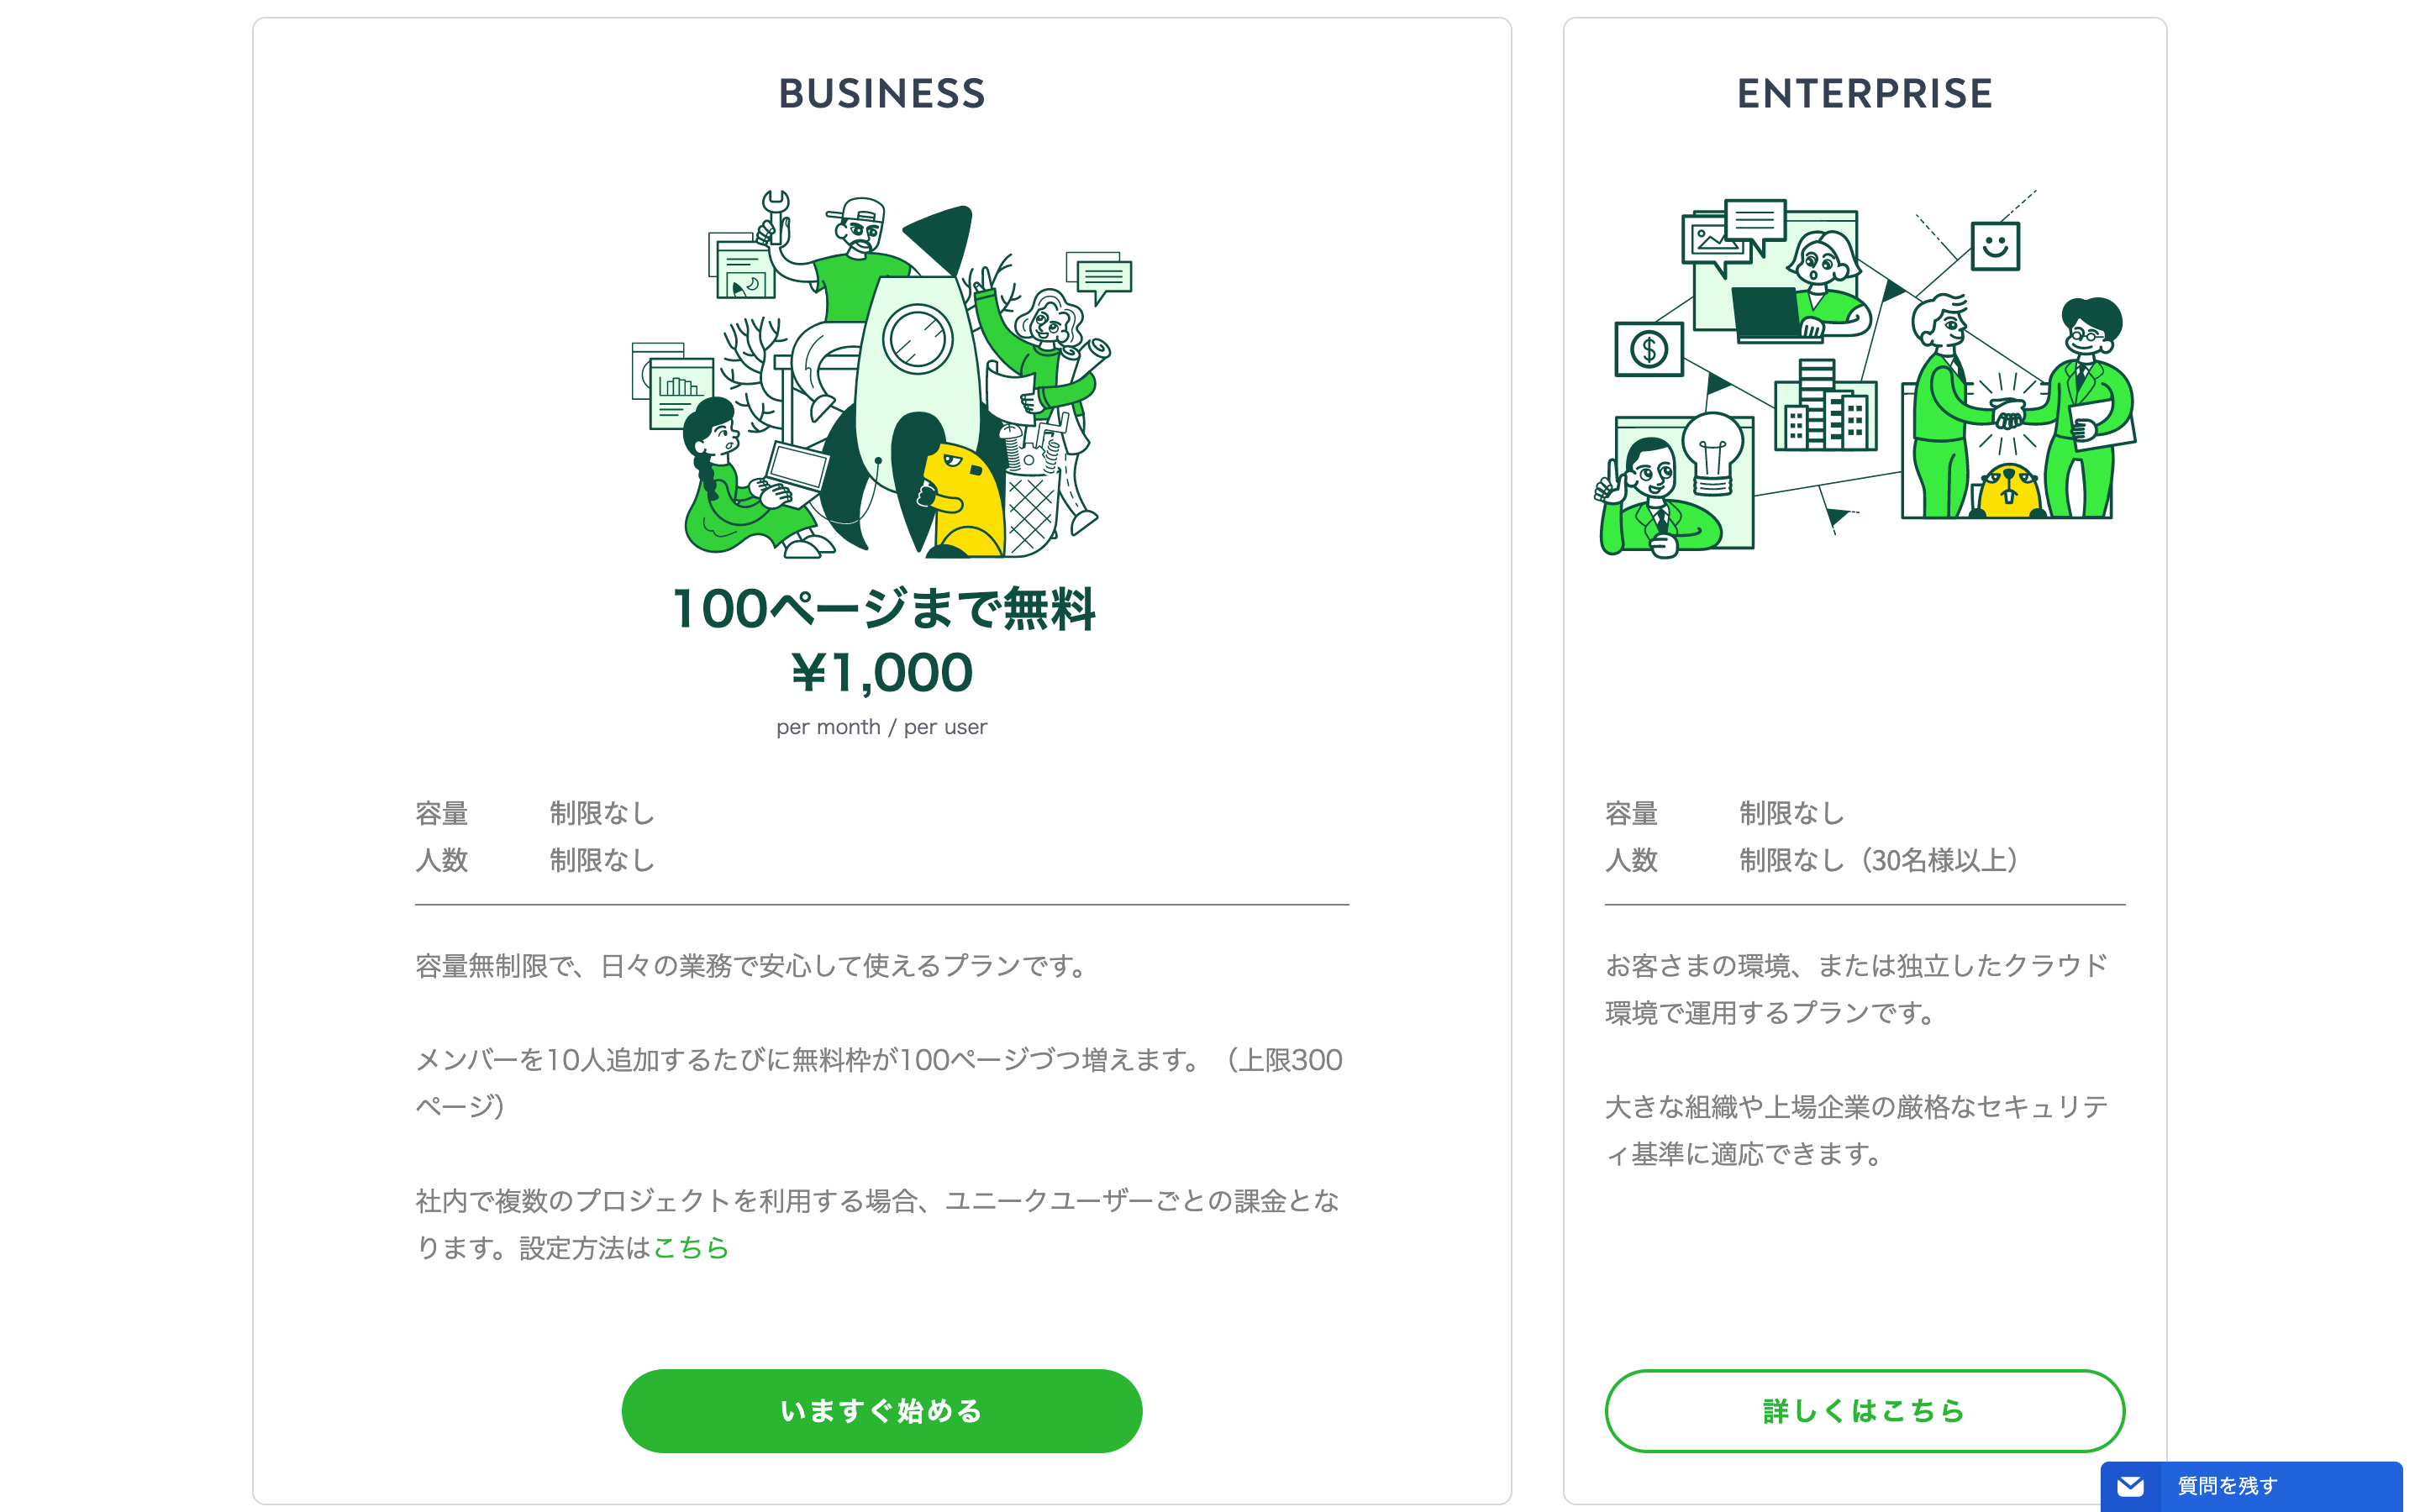 BUSINESS
100ページまで無料
¥1,000
per month / per user
容量 制限なし
人数 制限なし
容量無制限で、日々の業務で安心して使えるプランです。
メンバーを10人追加するたびに無料枠が100ページづつ増えます。（上限300
ページ）
社内で複数のプロジェクトを利用する場合、ユニークユーザーごとの課金とな
ります。設定方法はこちら
いますぐ始める
ENTERPRISE
$
容量 制限なし
人数 制限なし（30名様以上）
お客さまの環境、または独立したクラウド
環境で運用するプランです。
大きな組織や上場企業の厳格なセキュリテ
ィ基準に適応できます。
詳しくはこちら
質問を残す